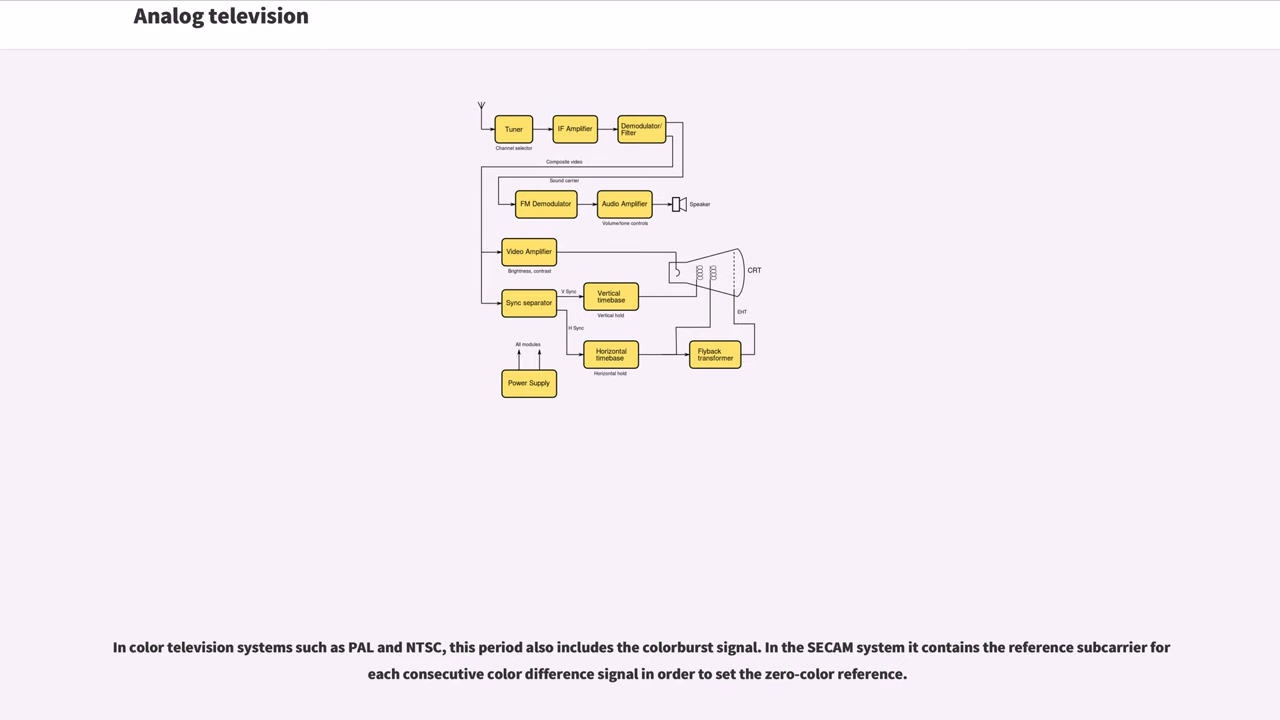 Analog television
Tuner
IF Amplifier
Demodulator/
Filter
Channel selector
Composite video
Sound carrier
FM Demodulator
Audio Amplifier
Speaker
Volume/tone controls
Video Amplifier
Brightness, contrast
CRT
V Sync
Vertical
timebase
Sync separator
Vertical hold
EHT
H Sync
All modules
Horizontal
timebase
Flyback
transformer
Horizontal hold
Power Supply
In color television systems such as PAL and NTSC, this period also includes the colorburst signal. In the SECAM system it contains the reference subcarrier for
each consecutive color difference signal in order to set the zero-color reference.